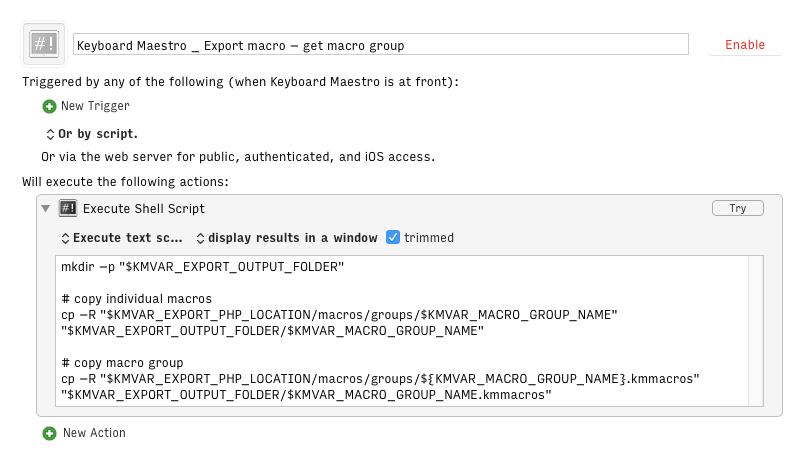 #!
Keyboard Maestro _ Export macro – get macro group
Enable
Triggered by any of the following (when Keyboard Maestro is at front):
New Trigger
Or by script.
Or via the web server for public, authenticated, and iOS access.
Will execute the following actions:
#! Execute Shell Script
Try
Execute text sc... display results in a window trimmed
mkdir –p "$KMVAR_EXPORT_OUTPUT_FOLDER"
# copy individual macros
cp –R "$KMVAR_EXPORT_PHP_LOCATION/macros/groups/$KMVAR_MACRO_GROUP_NAME"
"$KMVAR_EXPORT_OUTPUT_FOLDER/$KMVAR_MACRO_GROUP_NAME"
# copy macro group
cp –R "$KMVAR_EXPORT_PHP_LOCATION/macros/groups/${KMVAR_MACRO_GROUP_NAME}.kmmacros"
"$KMVAR_EXPORT_OUTPUT_FOLDER/$KMVAR_MACRO_GROUP_NAME.kmmacros"
New Action